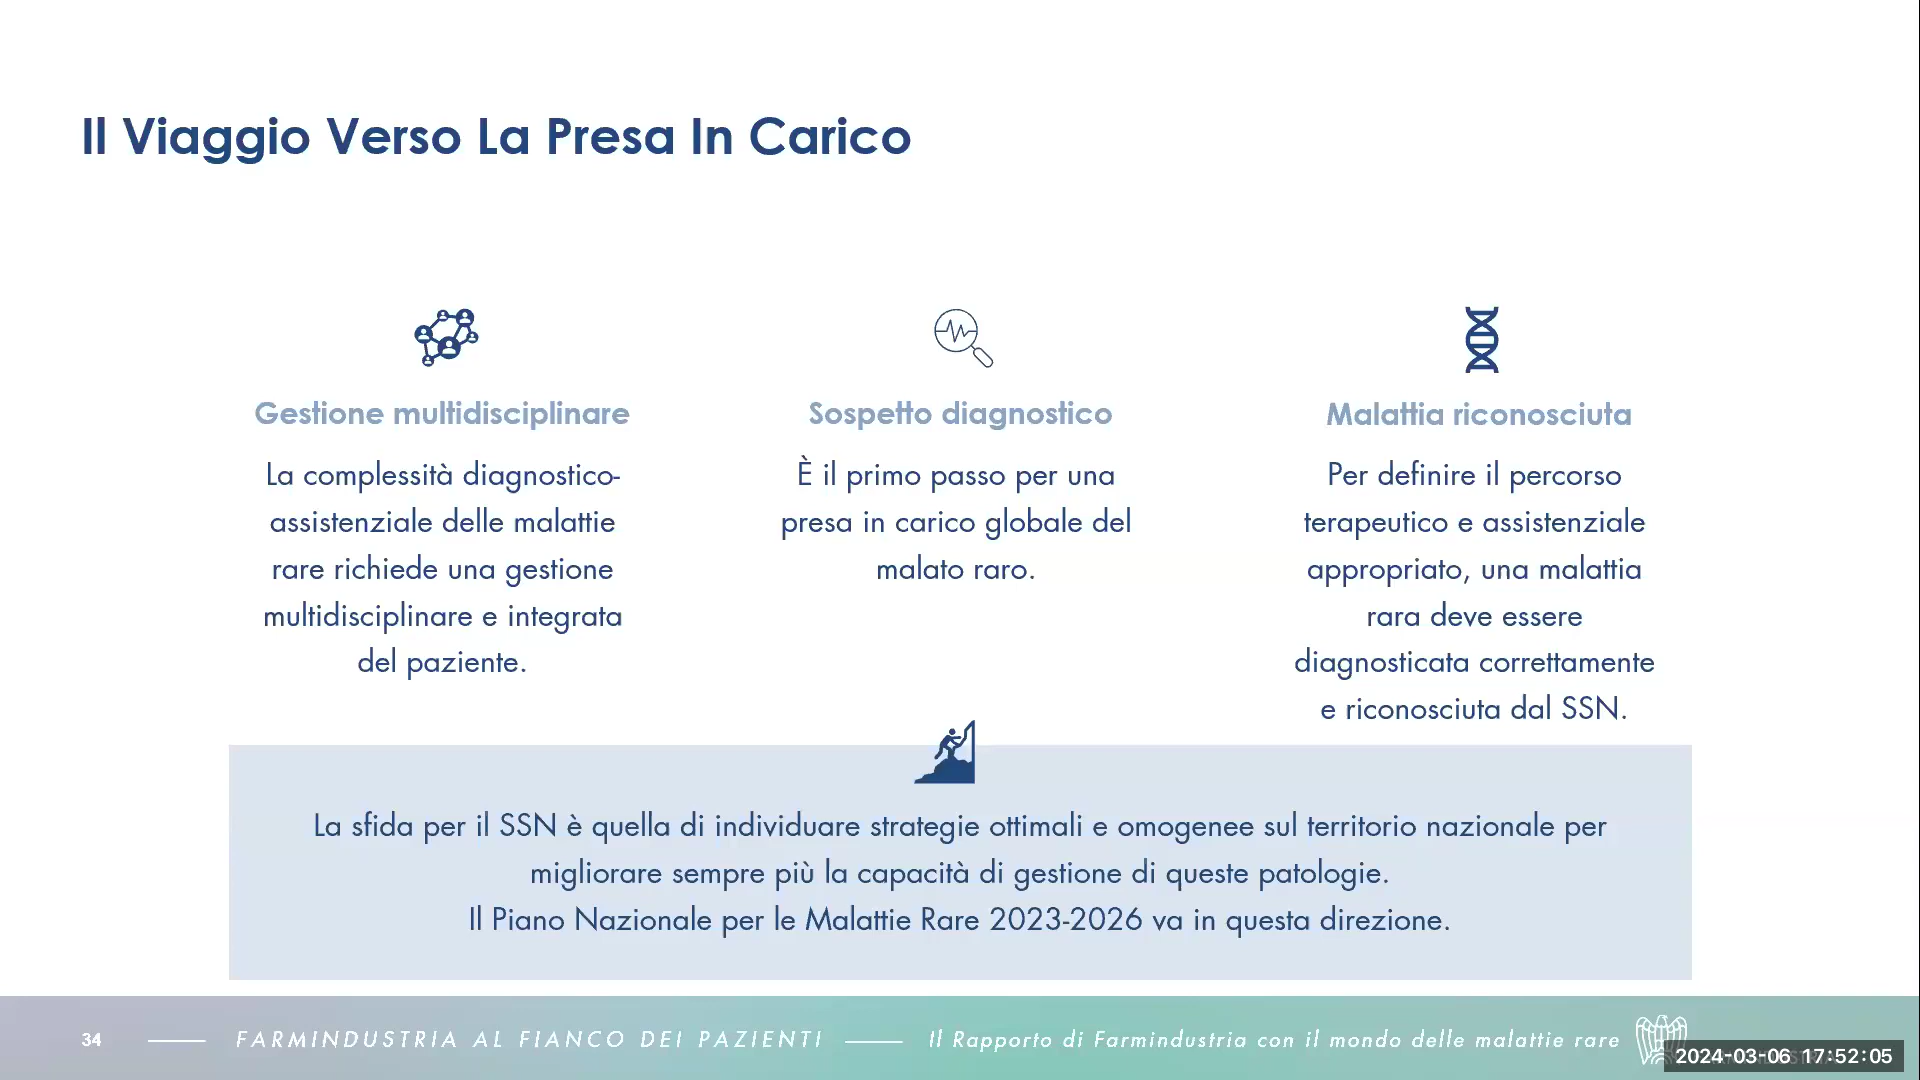 Il Viaggio Verso La Presa In Carico
Gestione multidisciplinare
La complessità diagnostico-
assistenziale delle malattie
rare richiede una gestione
multidisciplinare e integrata
del paziente.
Sospetto diagnostico
È il primo passo per una
presa in carico globale del
malato raro.
Malattia riconosciuta
Per definire il percorso
terapeutico e assistenziale
appropriato, una malattia
rara deve essere
diagnosticata correttamente
e riconosciuta dal SSN.
La sfida per il SSN è quella di individuare strategie ottimali e omogenee sul territorio nazionale per
migliorare sempre più la capacità di gestione di queste patologie.
Il Piano Nazionale per le Malattie Rare 2023-2026 va in questa direzione.
34
FARMINDUSTRIA AL FIANCO DEI PAZIENTI
Il Rapporto di Farmindustria con il mondo delle malattie rare
2024-03-06 17:52:05